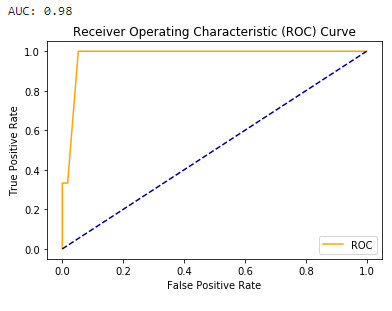 AUC: 0.98
Receiver Operating Characteristic (ROC) Curve
1.0
0.8
0.6
0.4
0.2
0.0
True Positive Rate
ROC
0.0 0.2 0.4 0.6 0.8 1.0
False Positive Rate